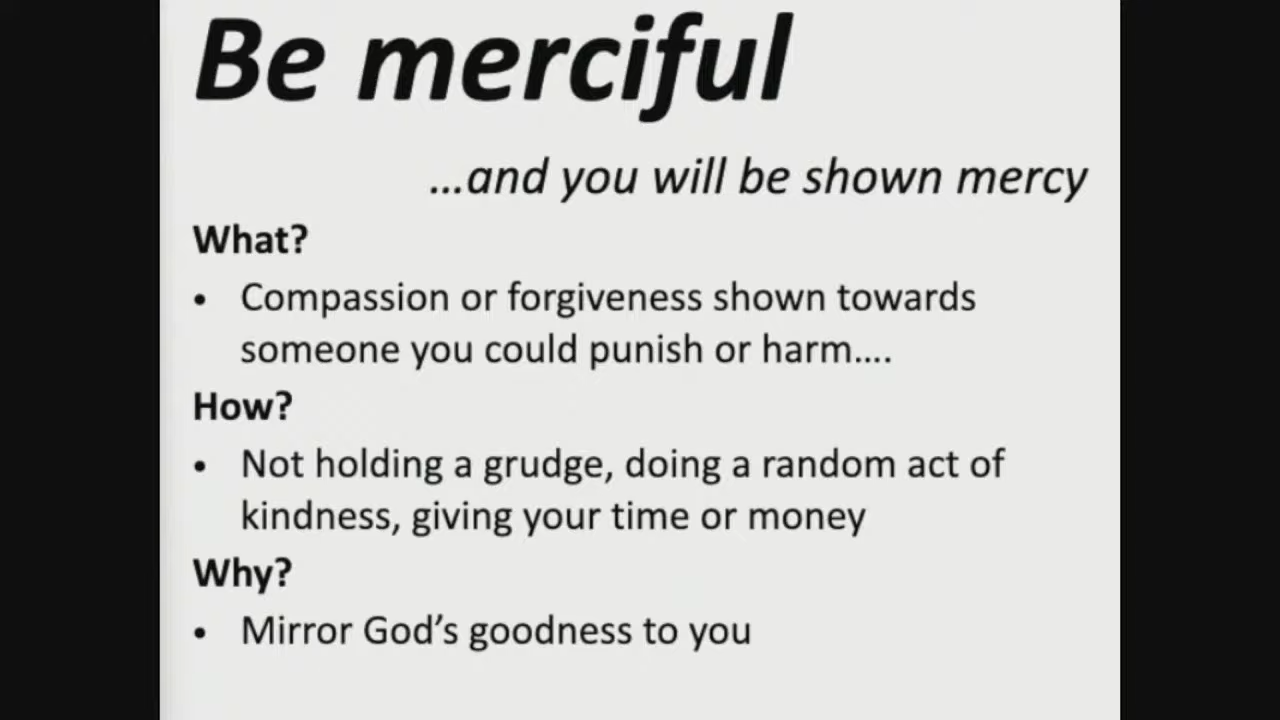 Be merciful
...and you will be shown mercy
What?
• Compassion or forgiveness shown towards
someone you could punish or harm....
How?
• Not holding a grudge, doing a random act of
kindness, giving your time or money
Why?
• Mirror God’s goodness to you